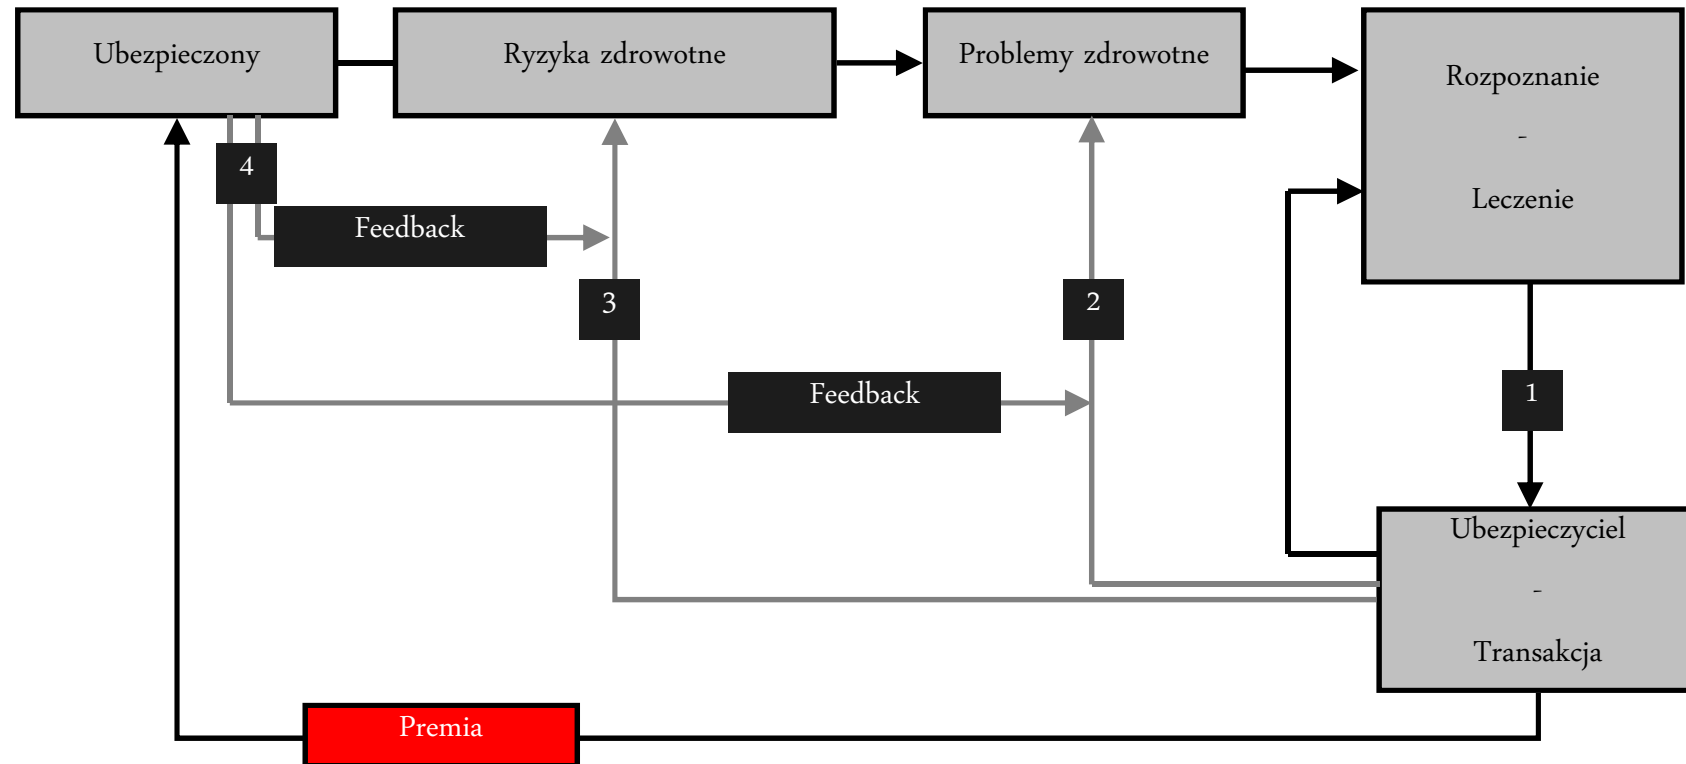 Ubezpieczony
Ryzyka zdrowotne
Problemy zdrowotne
Rozpoznanie
-
Leczenie
4
Feedback
3
2
Feedback
1
Ubezpieczyciel
-
Transakcja
Premia